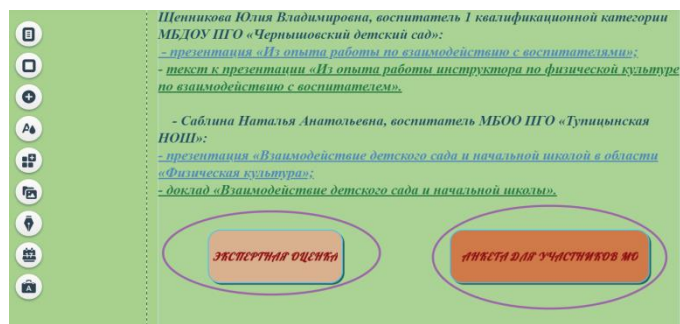 Щенникова Юлия Владимировна, воспитатель 1 квалификационной категории
МБДОУ ПГО «Чернышовский детский сад»:
- презентация «Из опыта работы по взаимодействию с воспитателями»;
- текст к презентации «Из опыта работы инструктора по физической культуре
по взаимодействию с воспитателем».
- Саблина Наталья Анатольевна, воспитатель МБОО ПГО «Тупицынская
НОШ»:
- презентация «Взаимодействие детского сада и начальной школой в области
«Физическая культура»;
- доклад «Взаимодействие детского сада и начальной школы».
ЭКСПЕРТНАЯ ОЦЕНКА
АНКЕТА ДЛЯ УЧАСТНИКОВ МО